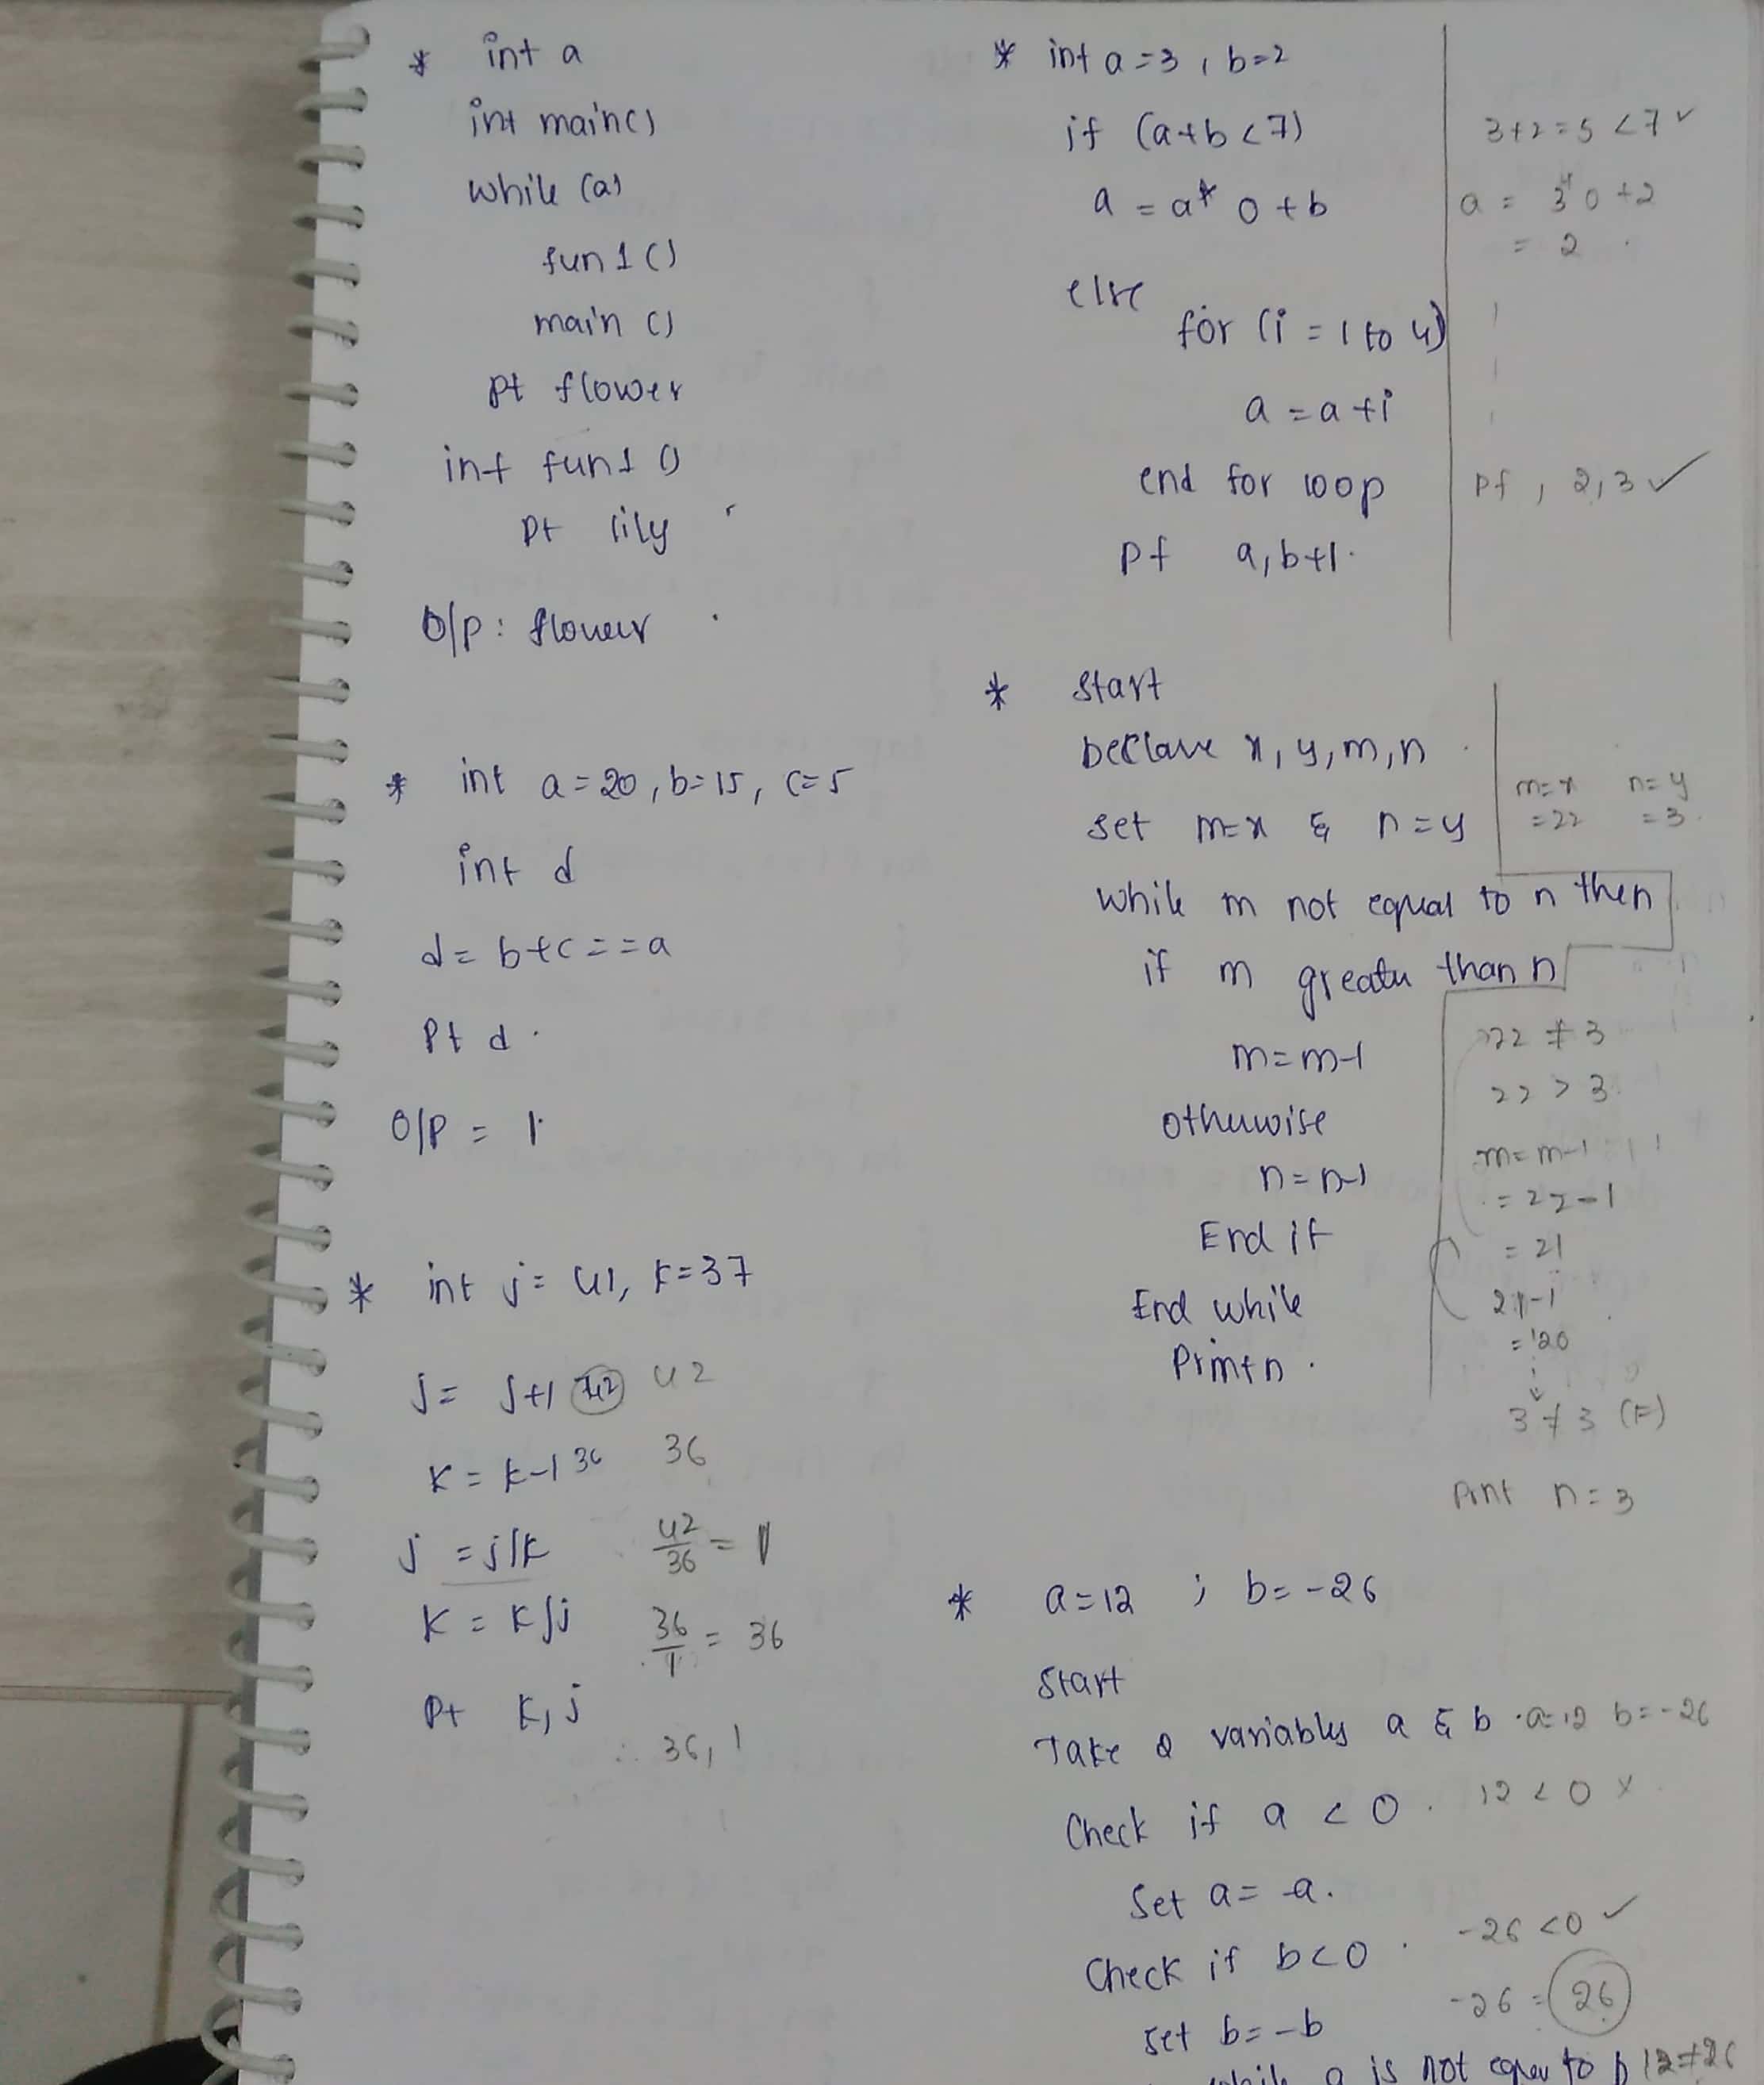 * int a
int main()
while (a)
fun1()
main()
pt flower
int fun1()
pt lily
O/p: flower
* int a=20, b=15, c=5
int d
d= b+c==a
Pt d.
O/P = 1.
* int j= 41, k=37
j= j+1 42 42
k = k-1 36 36
j = j/k 42/36 = 1
k = k/j 36/1 = 36
Pt k, j
∴ 36, 1
* int a=3, b=2
if (a+b<7) 3+2=5 <7 ✓
a = a* 0 +b a = 3*0 +2
= 2
else
for (i = 1 to 4)
a = a+i
end for loop Pf, 2,3 ✓
Pf a, b+1.
* Start
Declare x, y, m, n
set m=x & n=y m=x n=y
=22 =3
while m not equal to n then
if m greater than n
22 ≠ 3
m=m-1
22 > 3
otherwise m=m-1
n=n-1 = 22-1
End if = 21
End while 21-1
= 20
Print n.
3≠3 (F)
Print n=3
* a=12 ; b=-26
Start
Take 2 variables a & b . a=12 b=-26
Check if a < 0 . 12 < 0 x
Set a= -a.
Check if b<0 . -26 <0 ✓
set b=-b -26 = 26
while a is not equal to b 12≠26